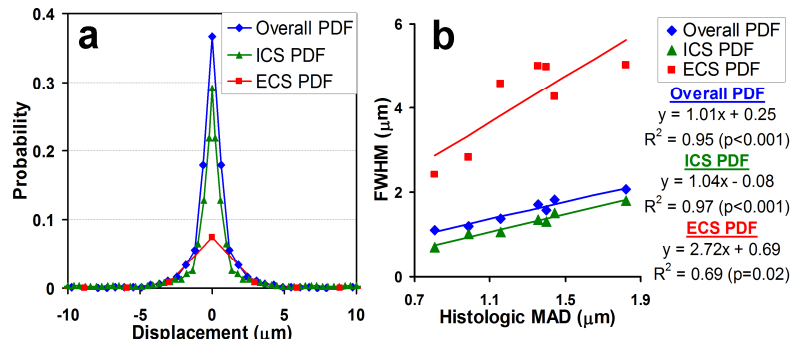 a
Overall PDF
ICS PDF
ECS PDF
Probability
0.4
0.3
0.2
0.1
0
-10 -5 0 5 10
Displacement (μm)
b
FWHM (μm)
6
4
2
0
0.7 1.1 1.5 1.9
Histologic MAD (μm)
Overall PDF
ICS PDF
ECS PDF
Overall PDF
y = 1.01x + 0.25
R² = 0.95 (p<0.001)
ICS PDF
y = 1.04x - 0.08
R² = 0.97 (p<0.001)
ECS PDF
y = 2.72x + 0.69
R² = 0.69 (p=0.02)